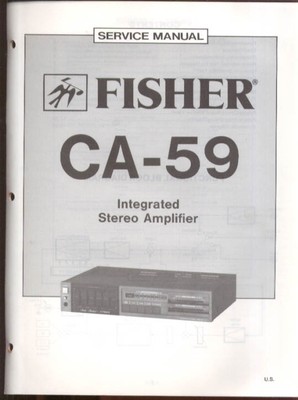 SERVICE MANUAL
FISHER®
CA-59
Integrated
Stereo Amplifier
U.S.